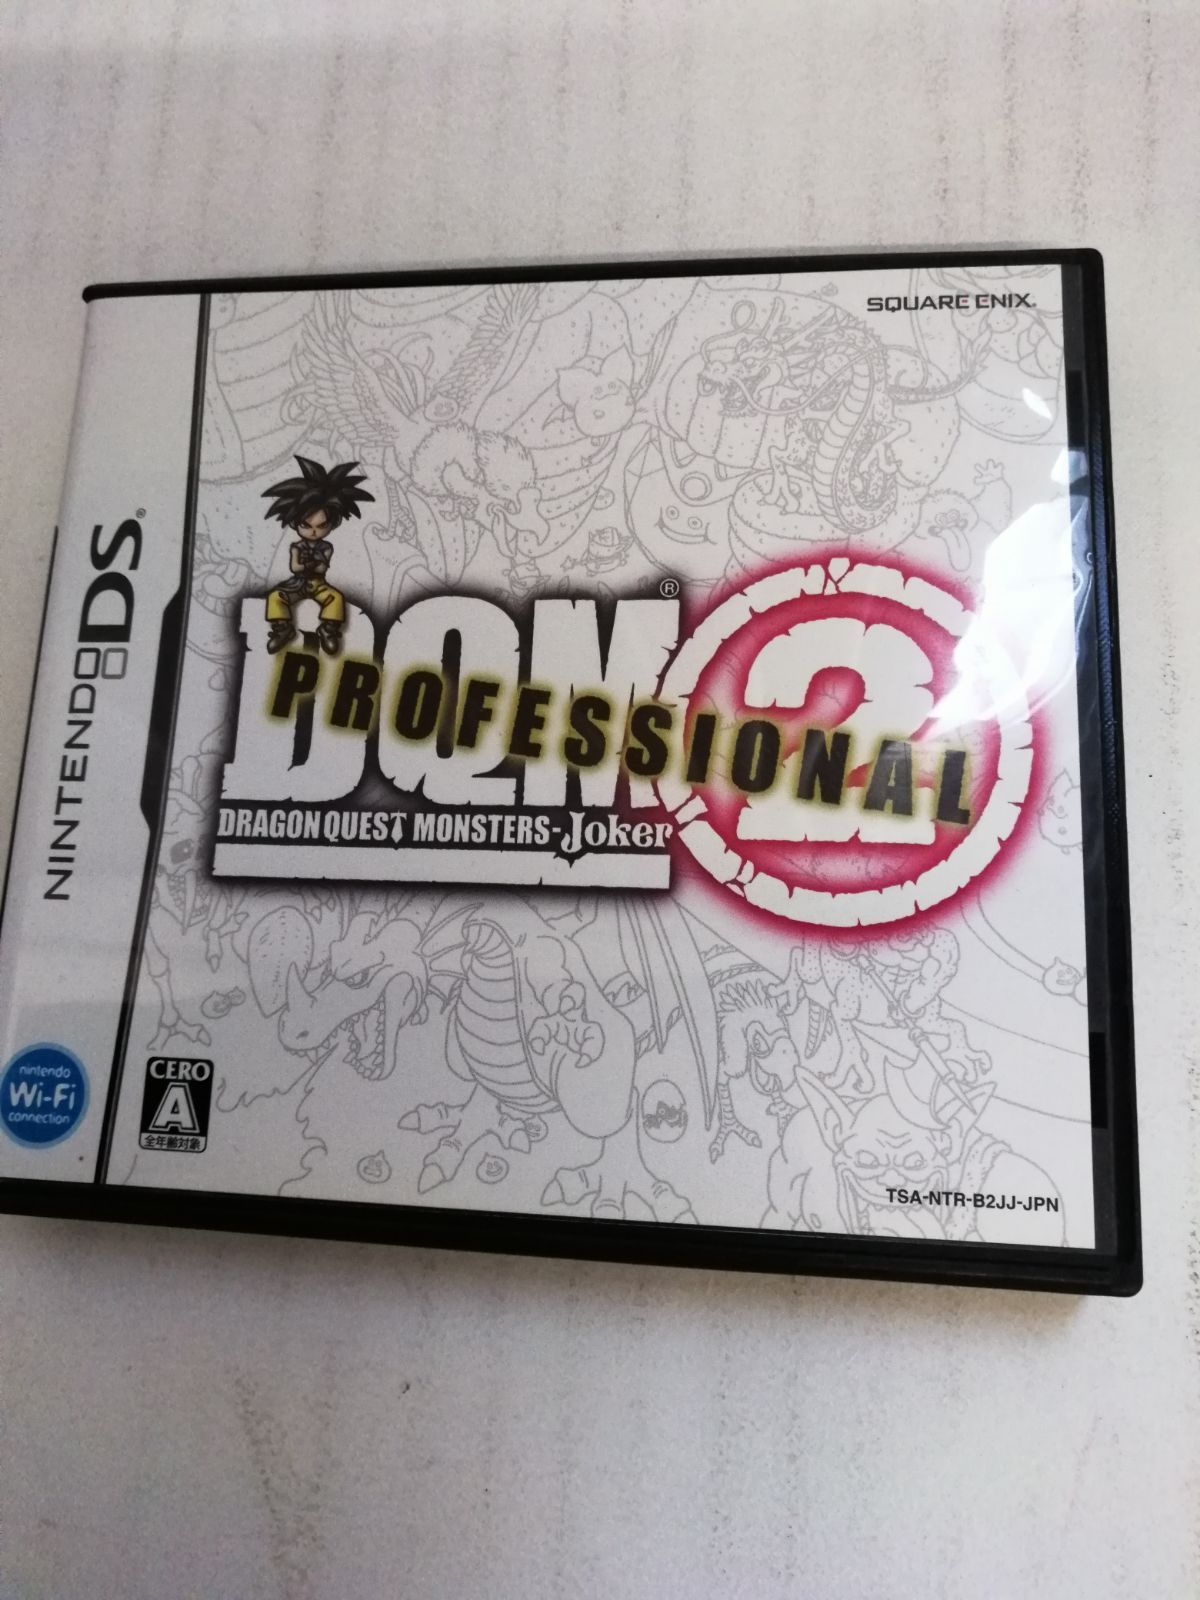 SQUARE ENIX®
NINTENDO DS®
DQM®
2
PROFESSIONAL
DRAGON QUEST MONSTERS-Joker
nintendo
Wi-Fi
connection
CERO
A
全年齢対象
TSA-NTR-B2JJ-JPN